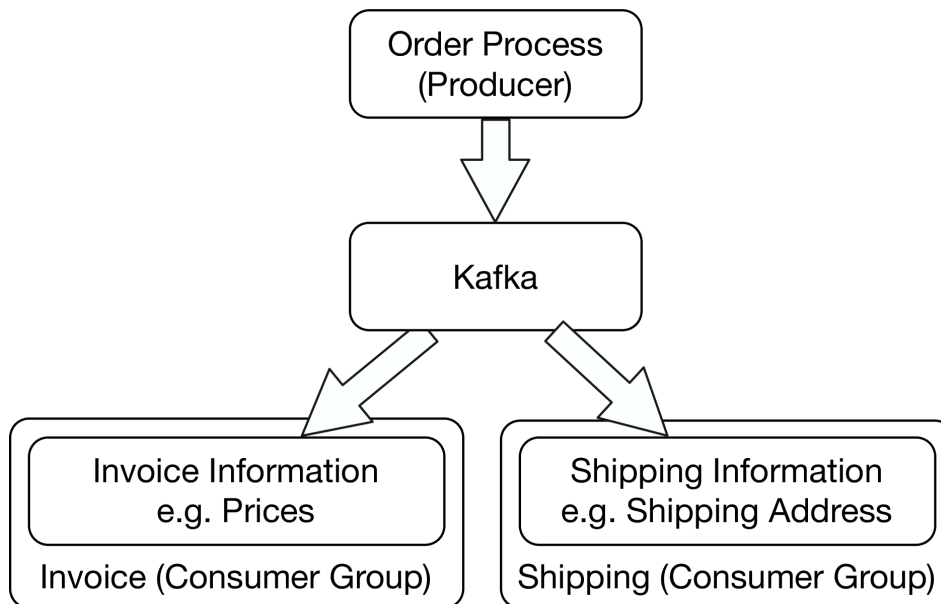 Order Process
(Producer)
Kafka
Invoice Information
e.g. Prices
Invoice (Consumer Group)
Shipping Information
e.g. Shipping Address
Shipping (Consumer Group)